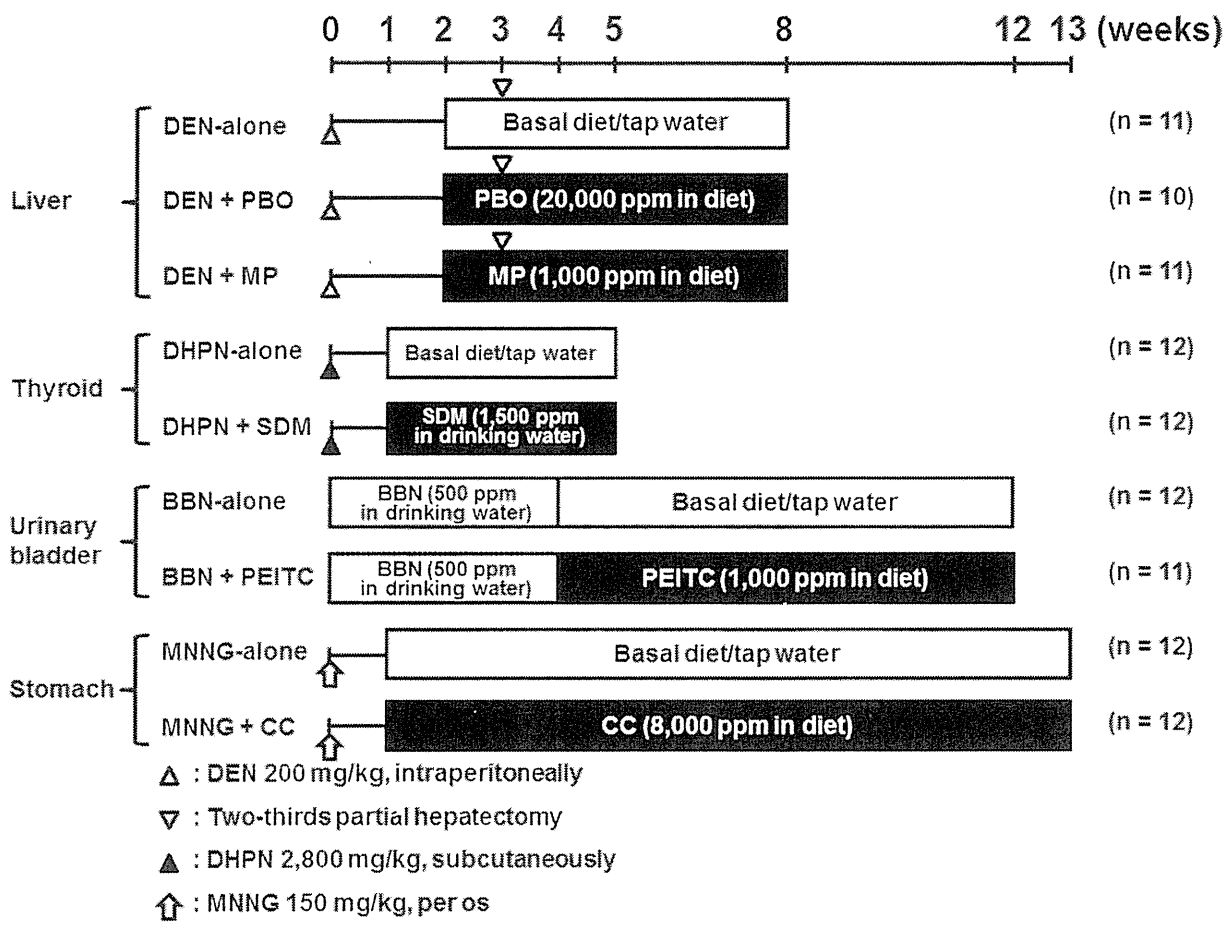 0 1 2 3 4 5 8 12 13 (weeks)
Liver
DEN-alone
Basal diet/tap water
(n = 11)
DEN + PBO
PBO (20,000 ppm in diet)
(n = 10)
DEN + MP
MP (1,000 ppm in diet)
(n = 11)
Thyroid
DHPN-alone
Basal diet/tap water
(n = 12)
DHPN + SDM
SDM (1,500 ppm
in drinking water)
(n = 12)
Urinary
bladder
BBN-alone
BBN (500 ppm
in drinking water)
Basal diet/tap water
(n = 12)
BBN + PEITC
BBN (500 ppm
in drinking water)
PEITC (1,000 ppm in diet)
(n = 11)
Stomach
MNNG-alone
Basal diet/tap water
(n = 12)
MNNG + CC
CC (8,000 ppm in diet)
(n = 12)
: DEN 200 mg/kg, intraperitoneally
: Two-thirds partial hepatectomy
: DHPN 2,800 mg/kg, subcutaneously
: MNNG 150 mg/kg, per os